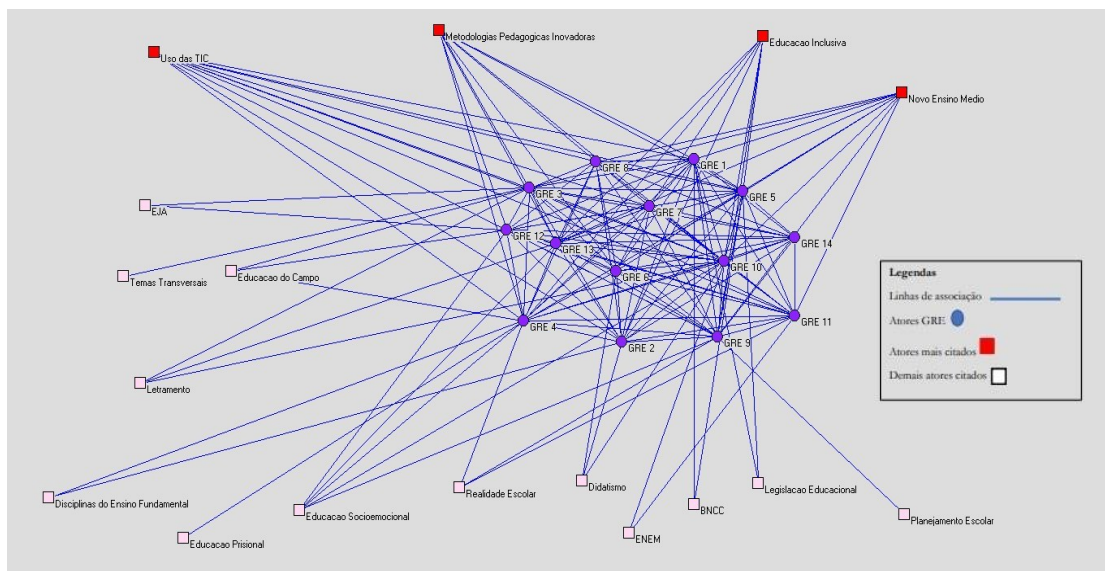 Metodologias Pedagogicas Inovadoras
Educacao Inclusiva
Uso das TIC
Novo Ensino Medio
GRE 8
GRE 1
GRE 3
GRE 5
GRE 7
EJA
GRE 12
GRE 13
GRE 14
GRE 10
Temas Transversais
Educacao do Campo
GRE 6
GRE 4
GRE 11
GRE 2
GRE 9
Legendas
Linhas de associação
Atores GRE
Atores mais citados
Demais atores citados
Letramento
Disciplinas do Ensino Fundamental
Realidade Escolar
Didatismo
Legislacao Educacional
Educacao Socioemocional
BNCC
Planejamento Escolar
Educacao Prisional
ENEM